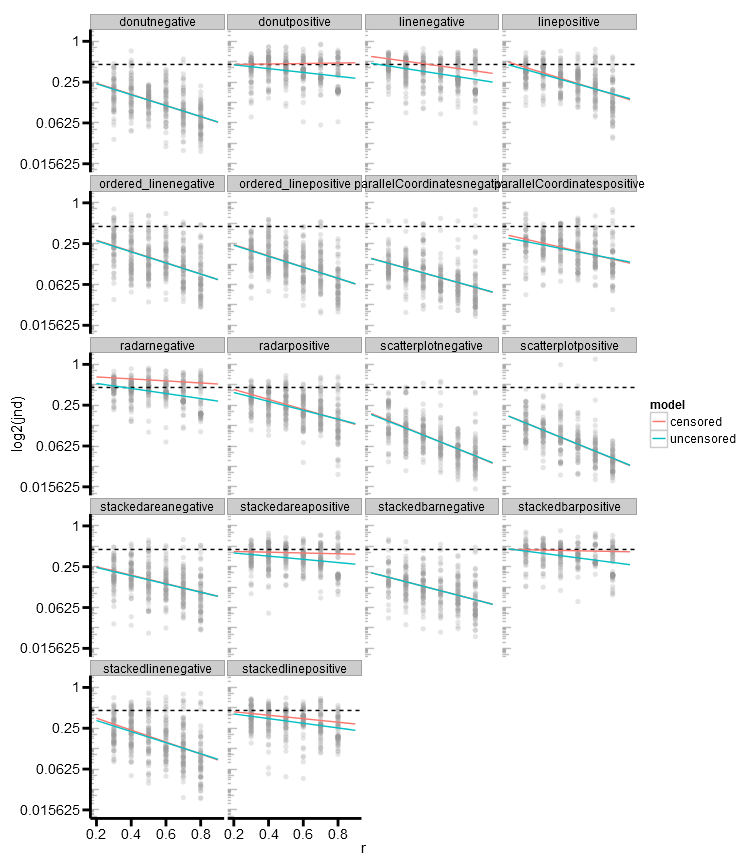 donutnegative donutpositive linenegative linepositive
1
0.25
0.0625
0.015625
ordered_linenegative ordered_linepositive parallelCoordinatesnegativ parallelCoordinatespositive
1
0.25
0.0625
0.015625
radarnegative radarpositive scatterplotnegative scatterplotpositive
1
0.25
0.0625
0.015625
log2(jnd)
model
censored
uncensored
stackedareanegative stackedareapositive stackedbarnegative stackedbarpositive
1
0.25
0.0625
0.015625
stackedlinenegative stackedlinepositive
1
0.25
0.0625
0.015625
0.2 0.4 0.6 0.8 0.2 0.4 0.6 0.8
r